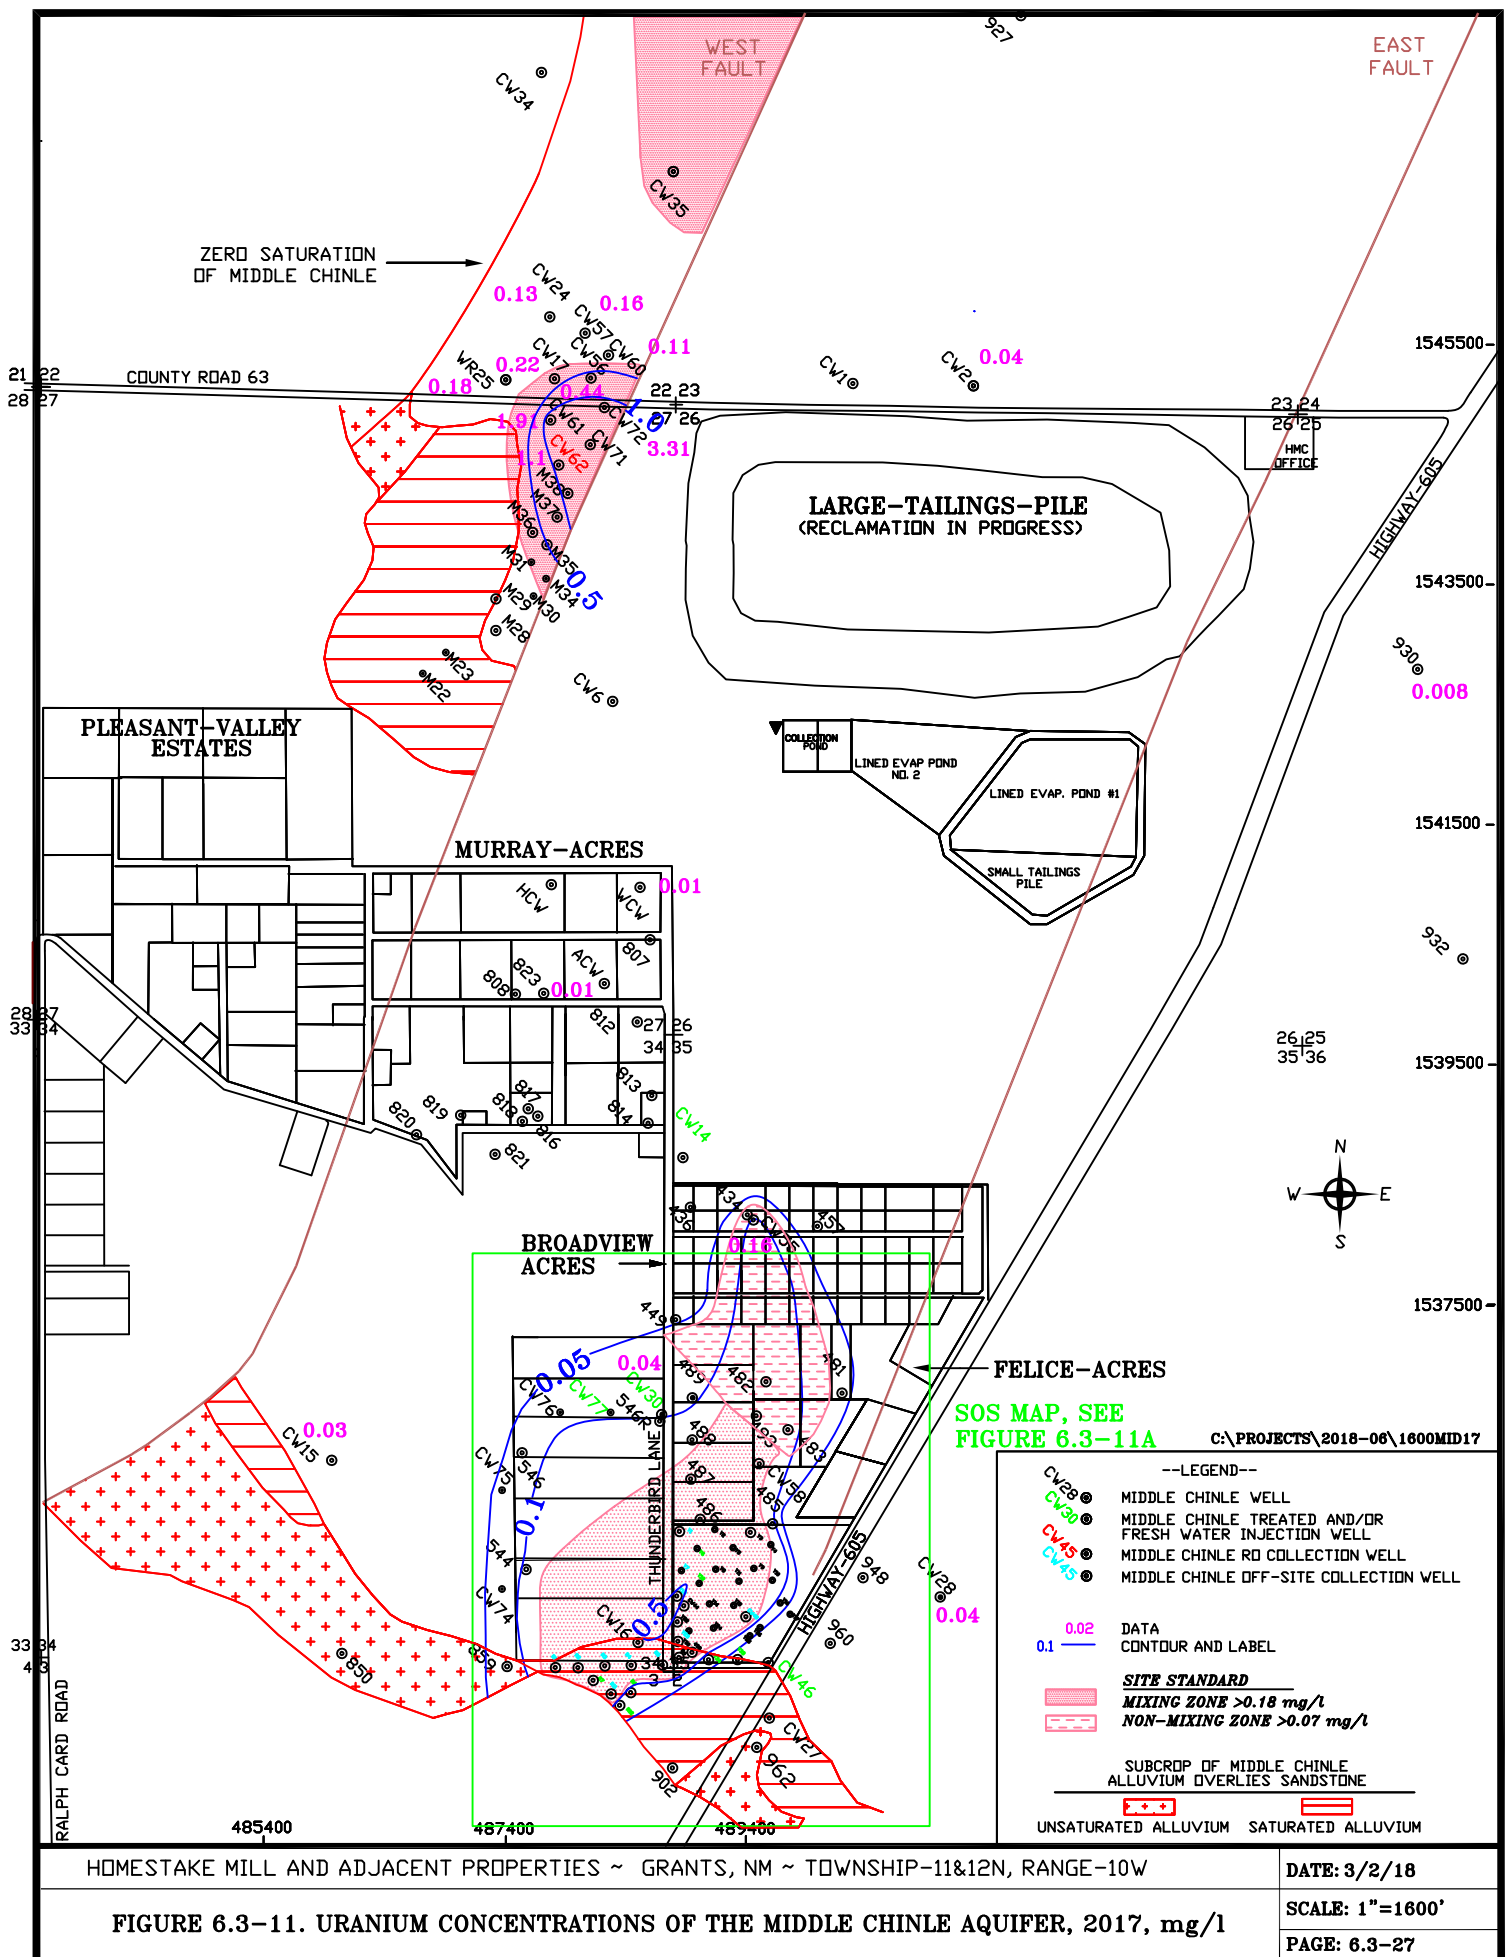 927
WEST
FAULT
EAST
FAULT
CW34
CW35
ZERO SATURATION
OF MIDDLE CHINLE
CW24
0.13
0.16
CW57
CW60
0.11
CW56
CW17
0.22
WR25
0.18
0.44
CW1
CW2
0.04
1545500
21 22
28 27
COUNTY ROAD 63
22 23
27 26
23 24
26 25
HMC
OFFICE
1.91
CW61
CW72
1.0
CW71
3.31
CW62
1.1
M38
M37
M36
M35
M31
M34
0.5
M30
M29
M28
M23
M22
CW6
LARGE-TAILINGS-PILE
(RECLAMATION IN PROGRESS)
HIGHWAY-605
1543500
930
0.008
PLEASANT-VALLEY
ESTATES
COLLECTION
POND
LINED EVAP POND
NO. 2
LINED EVAP. POND #1
SMALL TAILINGS
PILE
1541500
MURRAY-ACRES
HCW
WCW
0.01
807
932
808
823
ACW
0.01
812
28 27
33 34
27 26
34 35
26 25
35 36
1539500
813
814
817
818
816
819
820
821
CW14
N
W
E
S
434
436
CW55
457
0.16
BROADVIEW
ACRES
449
1537500
0.05
0.04
489
482
481
FELICE-ACRES
CW76
CW77
CW30
546R
SOS MAP, SEE
FIGURE 6.3-11A
C:\PROJECTS\2018-06\1600MID17
0.03
CW15
488
493
483
CW75
546
487
CW58
486
485
0.1
THUNDERBIRD LANE
544
CW74
0.5
CW16
HIGHWAY-605
948
CW28
0.04
960
33 34
4 3
850
859
CW46
CW27
902
962
RALPH CARD ROAD
485400
487400
489400
--LEGEND--
CW28
MIDDLE CHINLE WELL
CW30
MIDDLE CHINLE TREATED AND/OR
FRESH WATER INJECTION WELL
CW45
MIDDLE CHINLE RO COLLECTION WELL
CW45
MIDDLE CHINLE OFF-SITE COLLECTION WELL
0.02 DATA
0.1 CONTOUR AND LABEL
SITE STANDARD
MIXING ZONE >0.18 mg/l
NON-MIXING ZONE >0.07 mg/l
SUBCROP OF MIDDLE CHINLE
ALLUVIUM OVERLIES SANDSTONE
UNSATURATED ALLUVIUM SATURATED ALLUVIUM
HOMESTAKE MILL AND ADJACENT PROPERTIES ~ GRANTS, NM ~ TOWNSHIP-11&12N, RANGE-10W
DATE: 3/2/18
FIGURE 6.3-11. URANIUM CONCENTRATIONS OF THE MIDDLE CHINLE AQUIFER, 2017, mg/l
SCALE: 1"=1600'
PAGE: 6.3-27